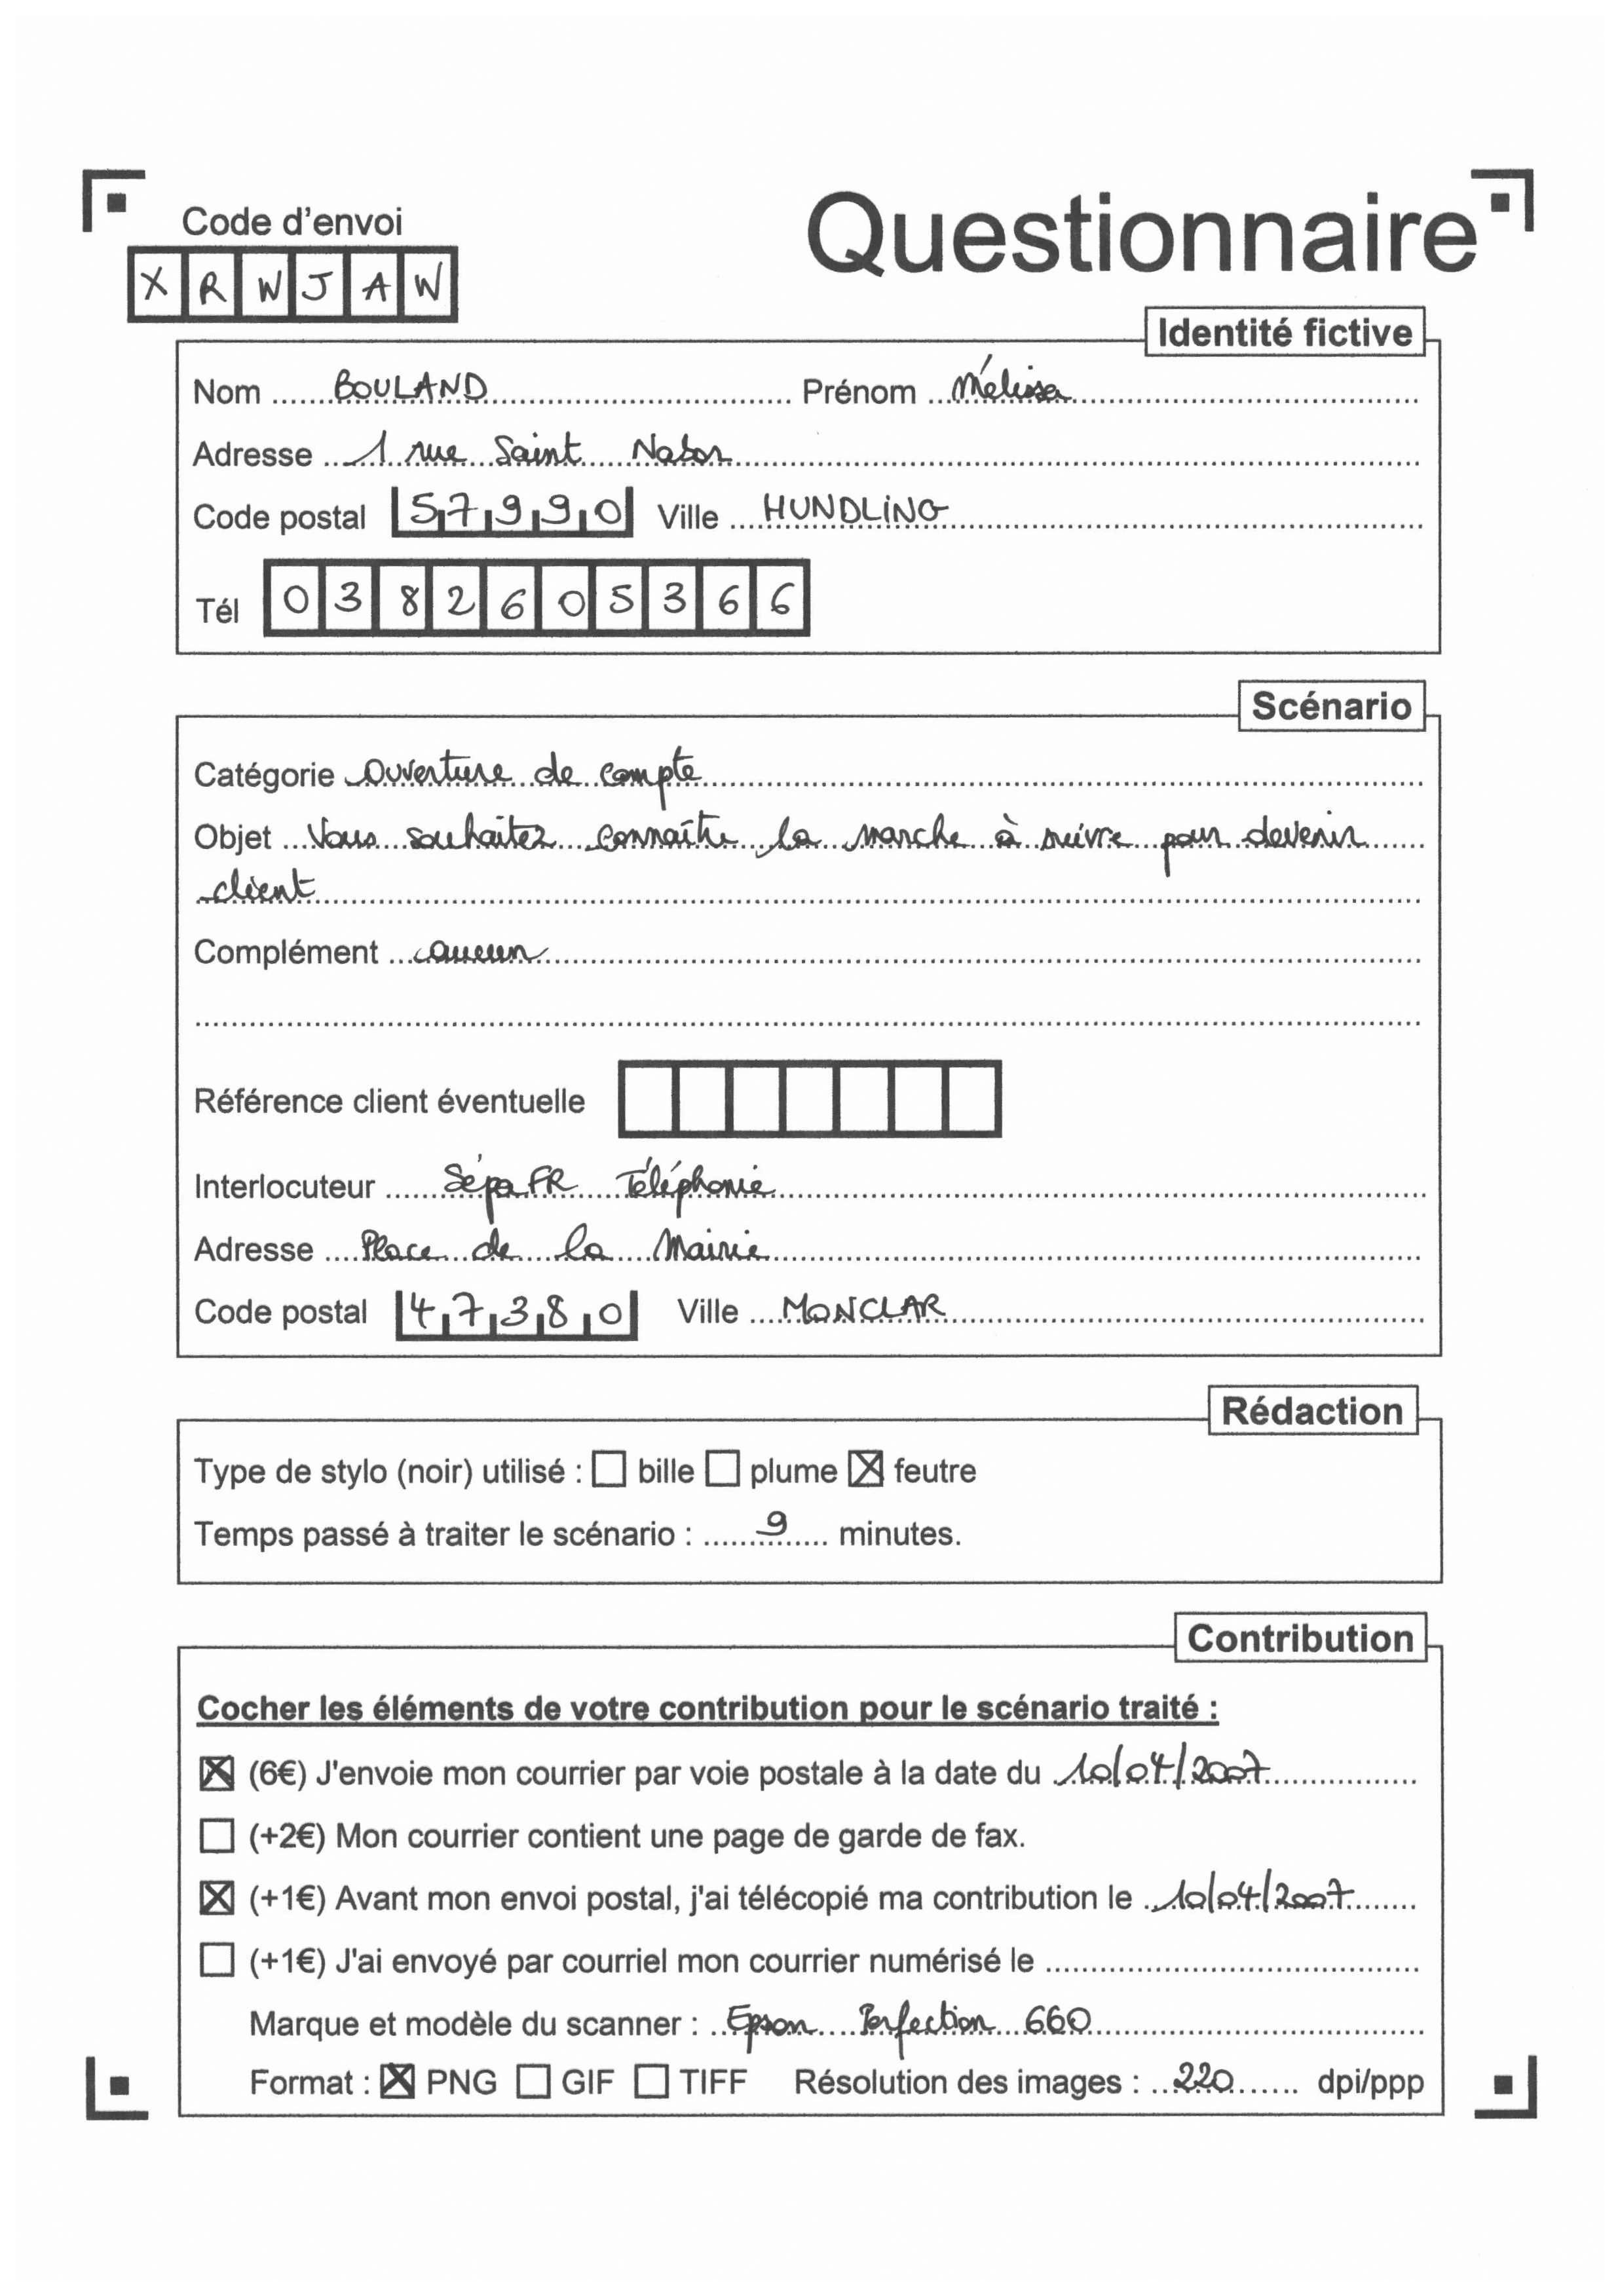 Code d'envoi
Questionnaire
X R W J A W
Identité fictive
Nom BOULAND Prénom Mélissa
Adresse 1 rue Saint Nabor
Code postal 57990 Ville HUNDLING
Tél 0382605366
Scénario
Catégorie Ouverture de compte
Objet Vous souhaitez connaître la marche à suivre pour devenir
client
Complément aucun
Référence client éventuelle
Interlocuteur SépaFR Téléphonie
Adresse Place de la Mairie
Code postal 47380 Ville MONCLAR
Rédaction
Type de stylo (noir) utilisé : ☐ bille ☐ plume ☒ feutre
Temps passé à traiter le scénario : 9 minutes.
Contribution
Cocher les éléments de votre contribution pour le scénario traité :
☒ (6€) J'envoie mon courrier par voie postale à la date du 10/04/2007
☐ (+2€) Mon courrier contient une page de garde de fax.
☒ (+1€) Avant mon envoi postal, j'ai télécopié ma contribution le 10/04/2007
☐ (+1€) J'ai envoyé par courriel mon courrier numérisé le
Marque et modèle du scanner : Epson Perfection 660
Format : ☒ PNG ☐ GIF ☐ TIFF Résolution des images : 220 dpi/ppp